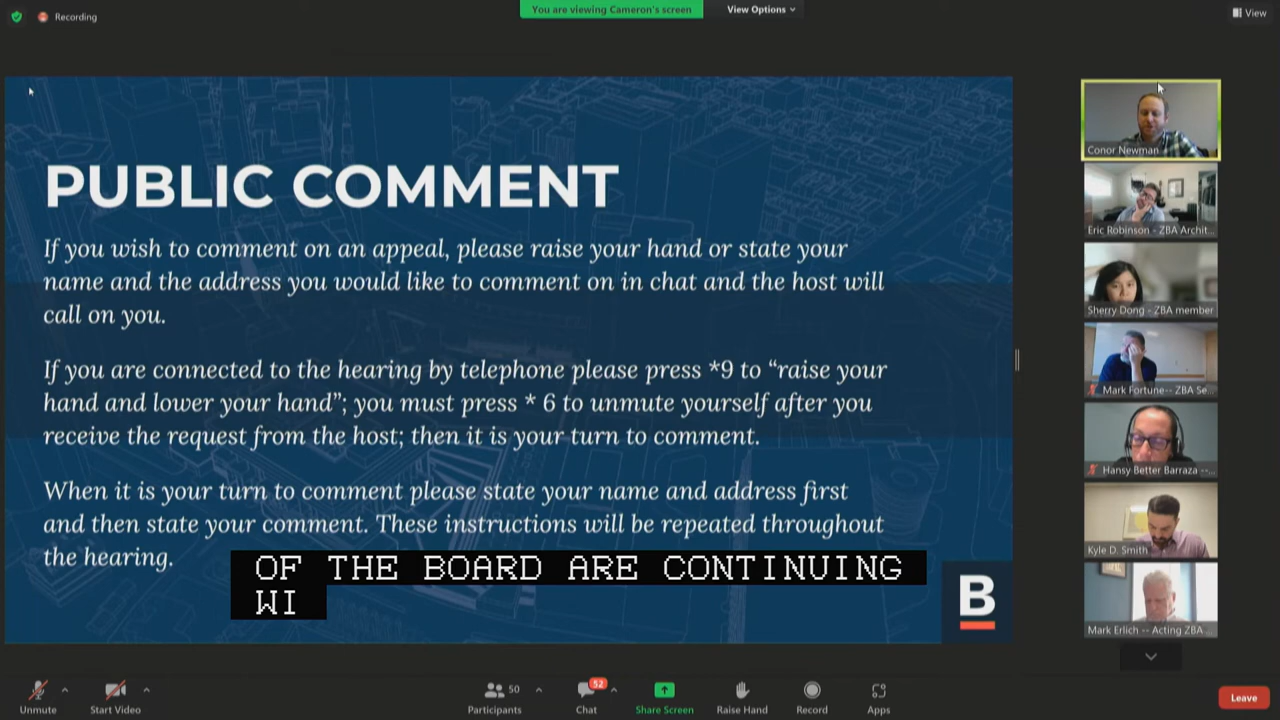 Recording
You are viewing Cameron's screen
View Options
View
PUBLIC COMMENT
If you wish to comment on an appeal, please raise your hand or state your
name and the address you would like to comment on in chat and the host will
call on you.
If you are connected to the hearing by telephone please press *9 to “raise your
hand and lower your hand”; you must press * 6 to unmute yourself after you
receive the request from the host; then it is your turn to comment.
When it is your turn to comment please state your name and address first
and then state your comment. These instructions will be repeated throughout
the hearing.
OF THE BOARD ARE CONTINUING
WI
B
Conor Newman
Eric Robinson - ZBA Archit...
Sherry Dong - ZBA member
Mark Fortune-- ZBA Se...
Hansy Better Barraza --...
Kyle D. Smith
Mark Erlich -- Acting ZBA ...
Unmute
Start Video
50
Participants
52
Chat
Share Screen
Raise Hand
Record
Apps
Leave